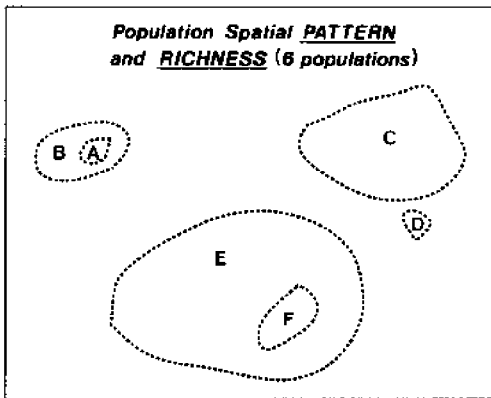 Population Spatial PATTERN
and RICHNESS (6 populations)
B A
C
D
E
F